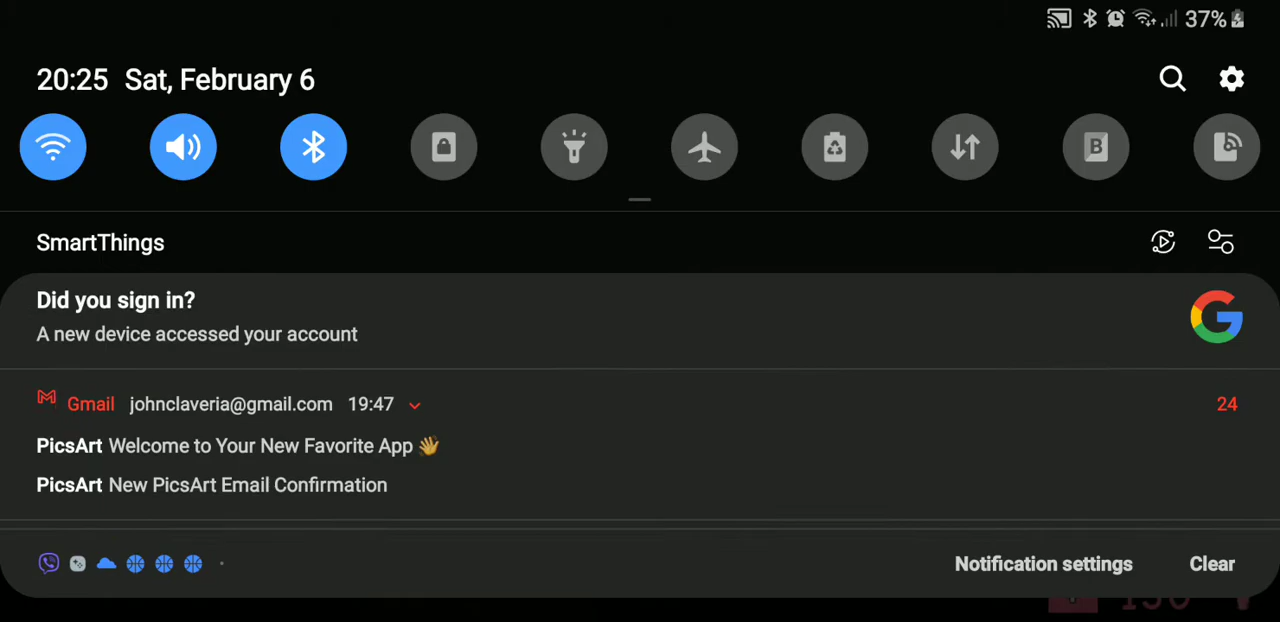 37%
20:25 Sat, February 6
B
SmartThings
Did you sign in?
A new device accessed your account
Gmail johnclaveria@gmail.com 19:47 24
PicsArt Welcome to Your New Favorite App 👋
PicsArt New PicsArt Email Confirmation
Notification settings Clear